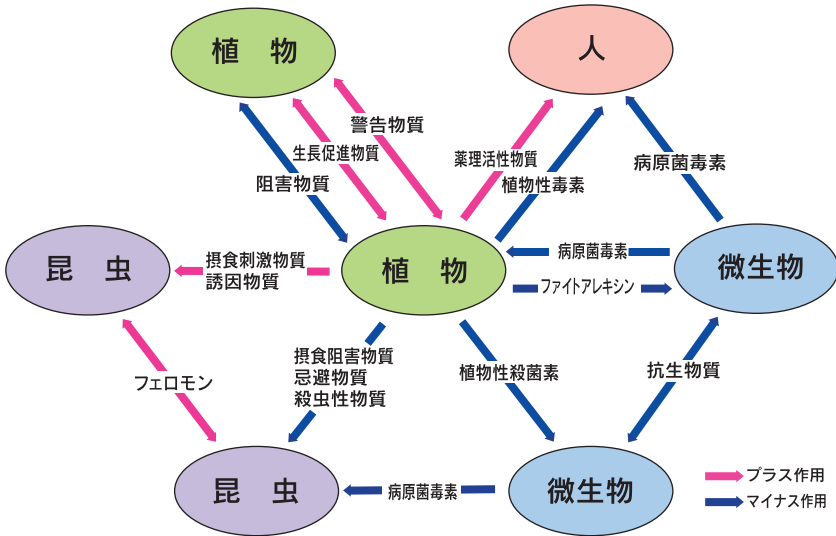 植　物
人
警告物質
生長促進物質
阻害物質
薬理活性物質
植物性毒素
病原菌毒素
昆　虫
摂食刺激物質
誘因物質
植　物
病原菌毒素
ファイトアレキシン
微生物
フェロモン
摂食阻害物質
忌避物質
殺虫性物質
植物性殺菌素
抗生物質
昆　虫
病原菌毒素
微生物
プラス作用
マイナス作用